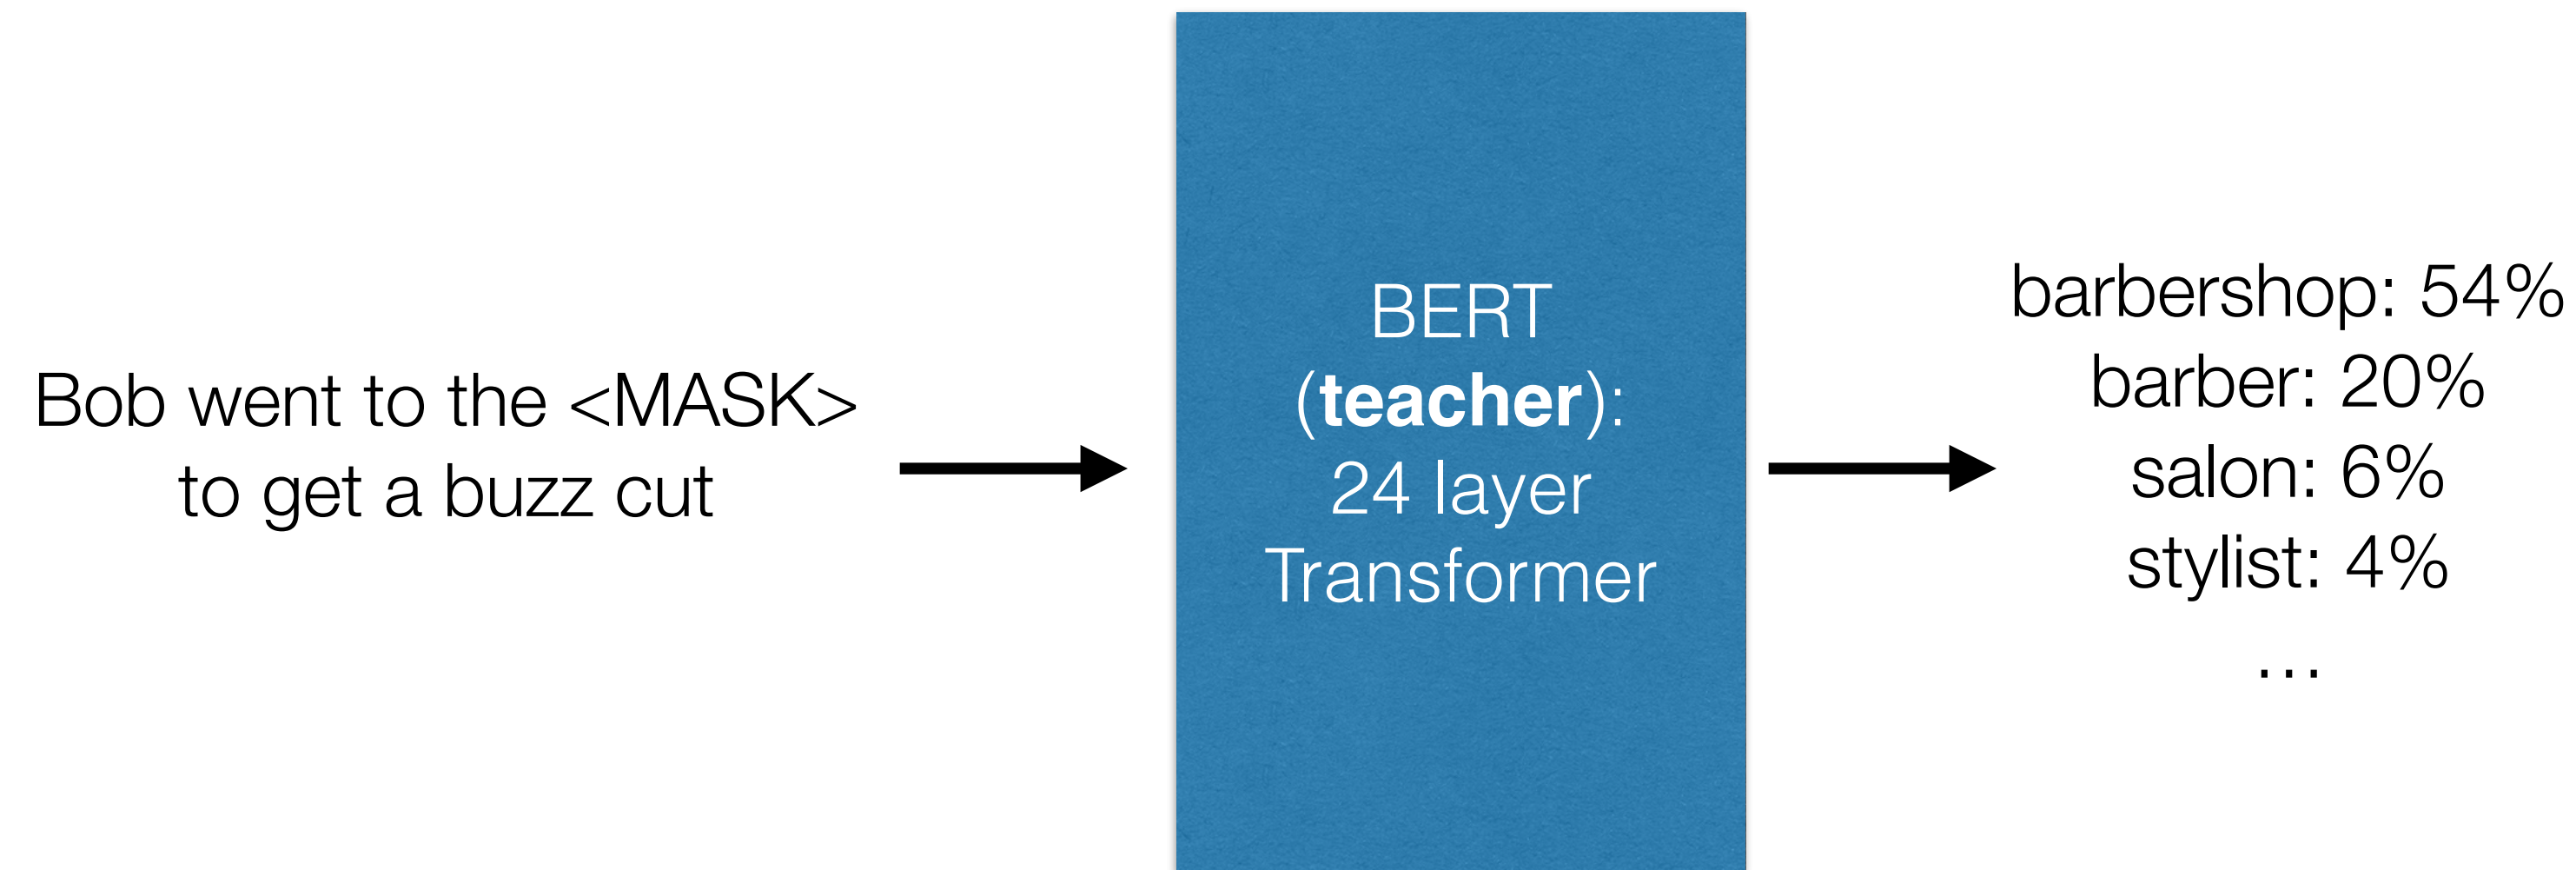 Bob went to the <MASK>
to get a buzz cut
BERT
(teacher):
24 layer
Transformer
barbershop: 54%
barber: 20%
salon: 6%
stylist: 4%
…